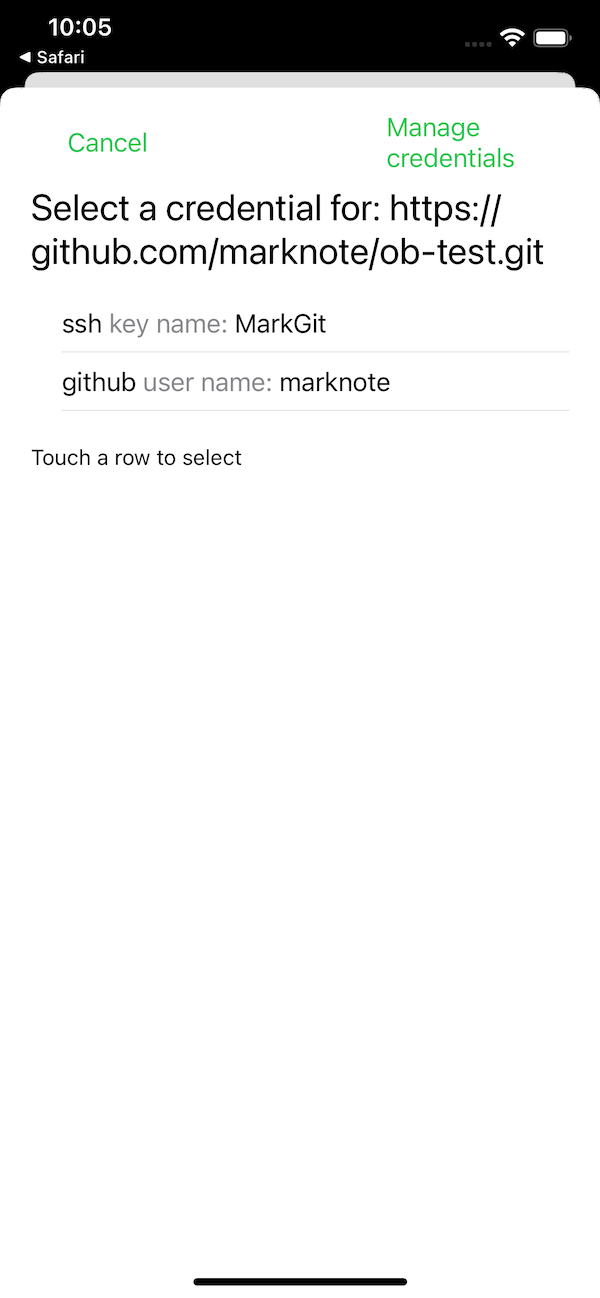 10:05
◀ Safari
Cancel
Manage
credentials
Select a credential for: https://
github.com/marknote/ob-test.git
ssh key name: MarkGit
github user name: marknote
Touch a row to select